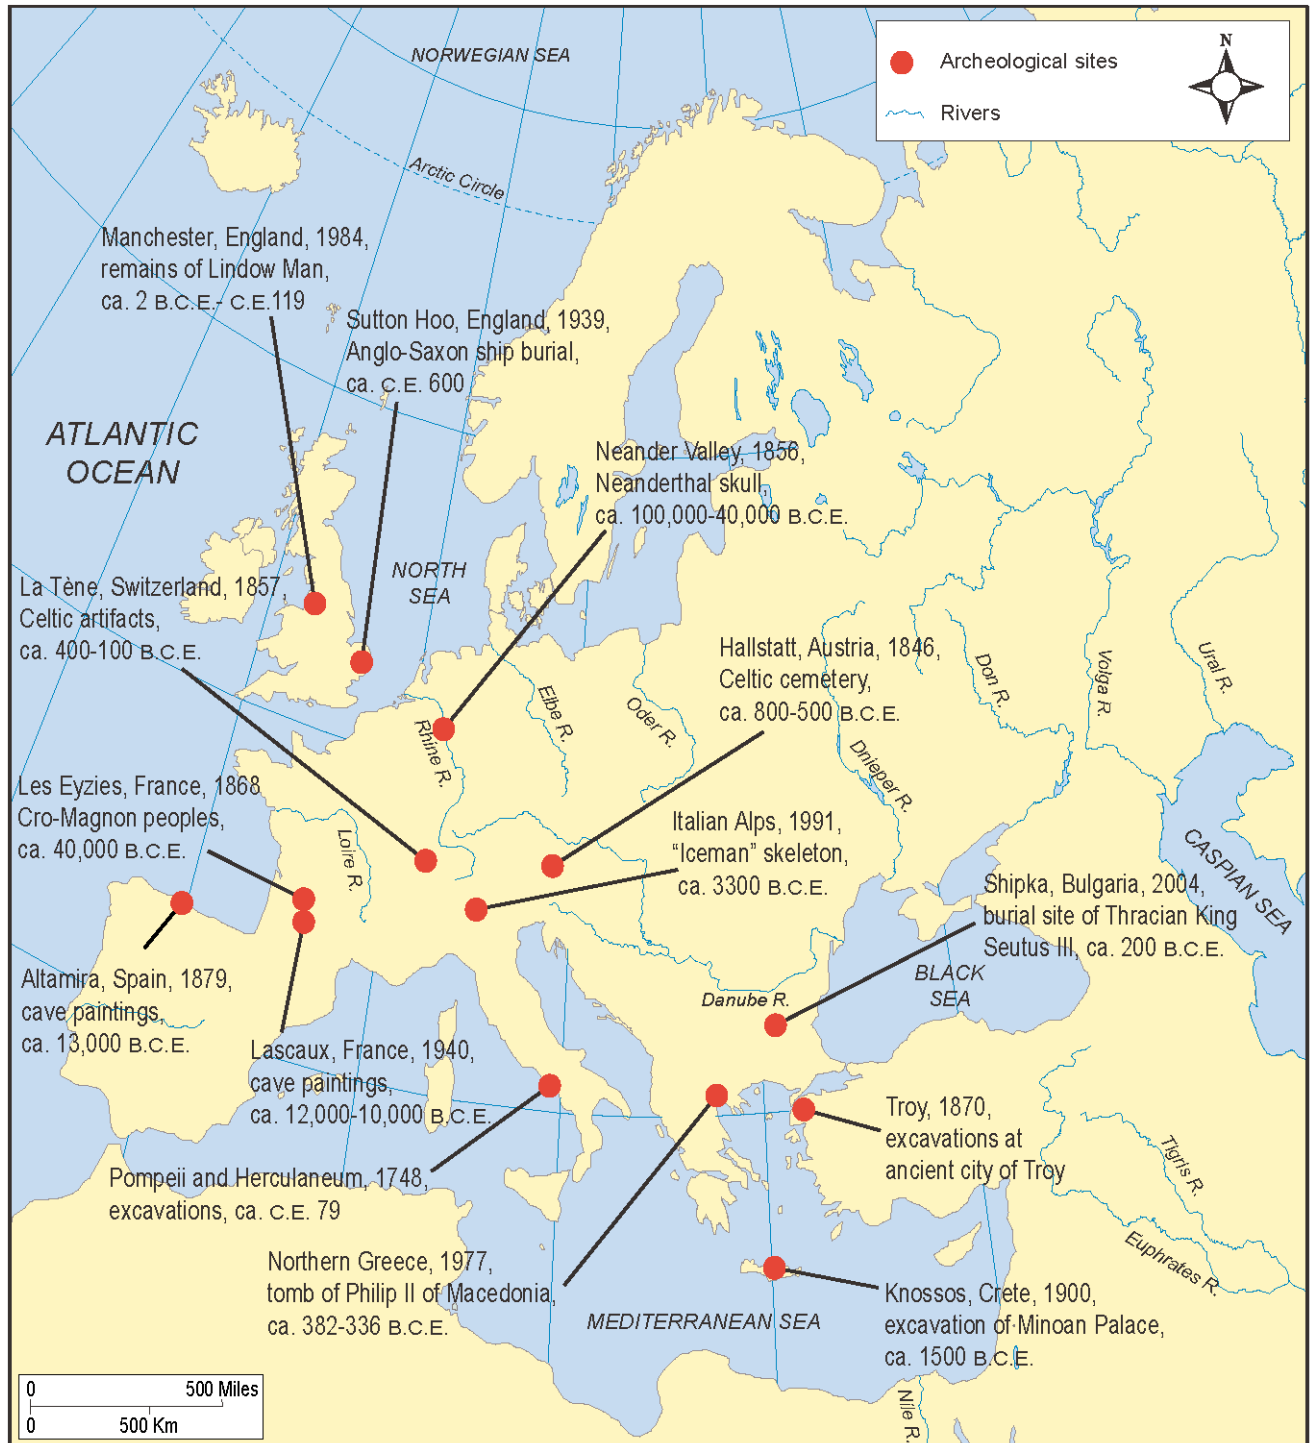 NORWEGIAN SEA
Archeological sites
Rivers
N
Arctic Circle
Manchester, England, 1984,
remains of Lindow Man,
ca. 2 B.C.E.- C.E.119
Sutton Hoo, England, 1939,
Anglo-Saxon ship burial,
ca. C.E. 600
ATLANTIC
OCEAN
Neander Valley, 1856,
Neanderthal skull,
ca. 100,000-40,000 B.C.E.
NORTH
SEA
La Tène, Switzerland, 1857,
Celtic artifacts,
ca. 400-100 B.C.E.
Hallstatt, Austria, 1846,
Celtic cemetery,
ca. 800-500 B.C.E.
Rhine R.
Elbe R.
Oder R.
Dnieper R.
Don R.
Volga R.
Ural R.
Les Eyzies, France, 1868
Cro-Magnon peoples,
ca. 40,000 B.C.E.
Loire R.
Italian Alps, 1991,
“Iceman” skeleton,
ca. 3300 B.C.E.
CASPIAN SEA
Shipka, Bulgaria, 2004,
burial site of Thracian King
Seutus III, ca. 200 B.C.E.
BLACK
SEA
Danube R.
Altamira, Spain, 1879,
cave paintings,
ca. 13,000 B.C.E.
Lascaux, France, 1940,
cave paintings,
ca. 12,000-10,000 B.C.E.
Troy, 1870,
excavations at
ancient city of Troy
Tigris R.
Euphrates R.
Pompeii and Herculaneum, 1748,
excavations, ca. C.E. 79
Northern Greece, 1977,
tomb of Philip II of Macedonia,
ca. 382-336 B.C.E.
MEDITERRANEAN SEA
Knossos, Crete, 1900,
excavation of Minoan Palace,
ca. 1500 B.C.E.
Nile R.
0 500 Miles
0 500 Km